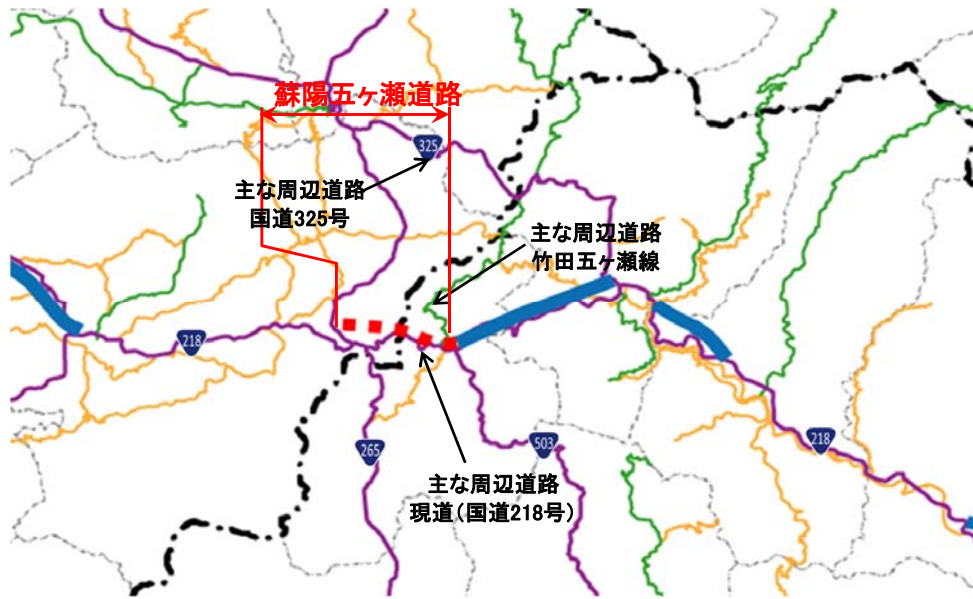 蘇陽五ヶ瀬道路
325
主な周辺道路
国道325号
主な周辺道路
竹田五ヶ瀬線
218
265
503
218
主な周辺道路
現道(国道218号)